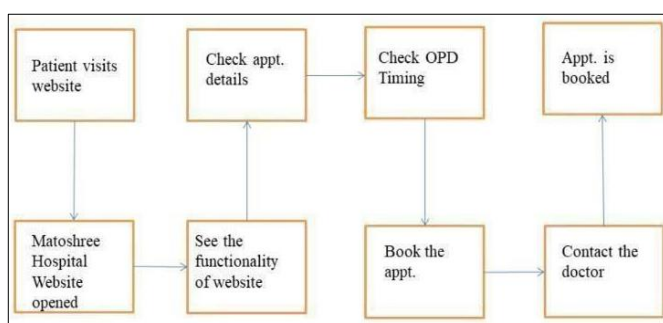 Patient visits
website
Matoshree
Hospital
Website
opened
See the
functionality
of website
Check appt.
details
Check OPD
Timing
Book the
appt.
Contact the
doctor
Appt. is
booked